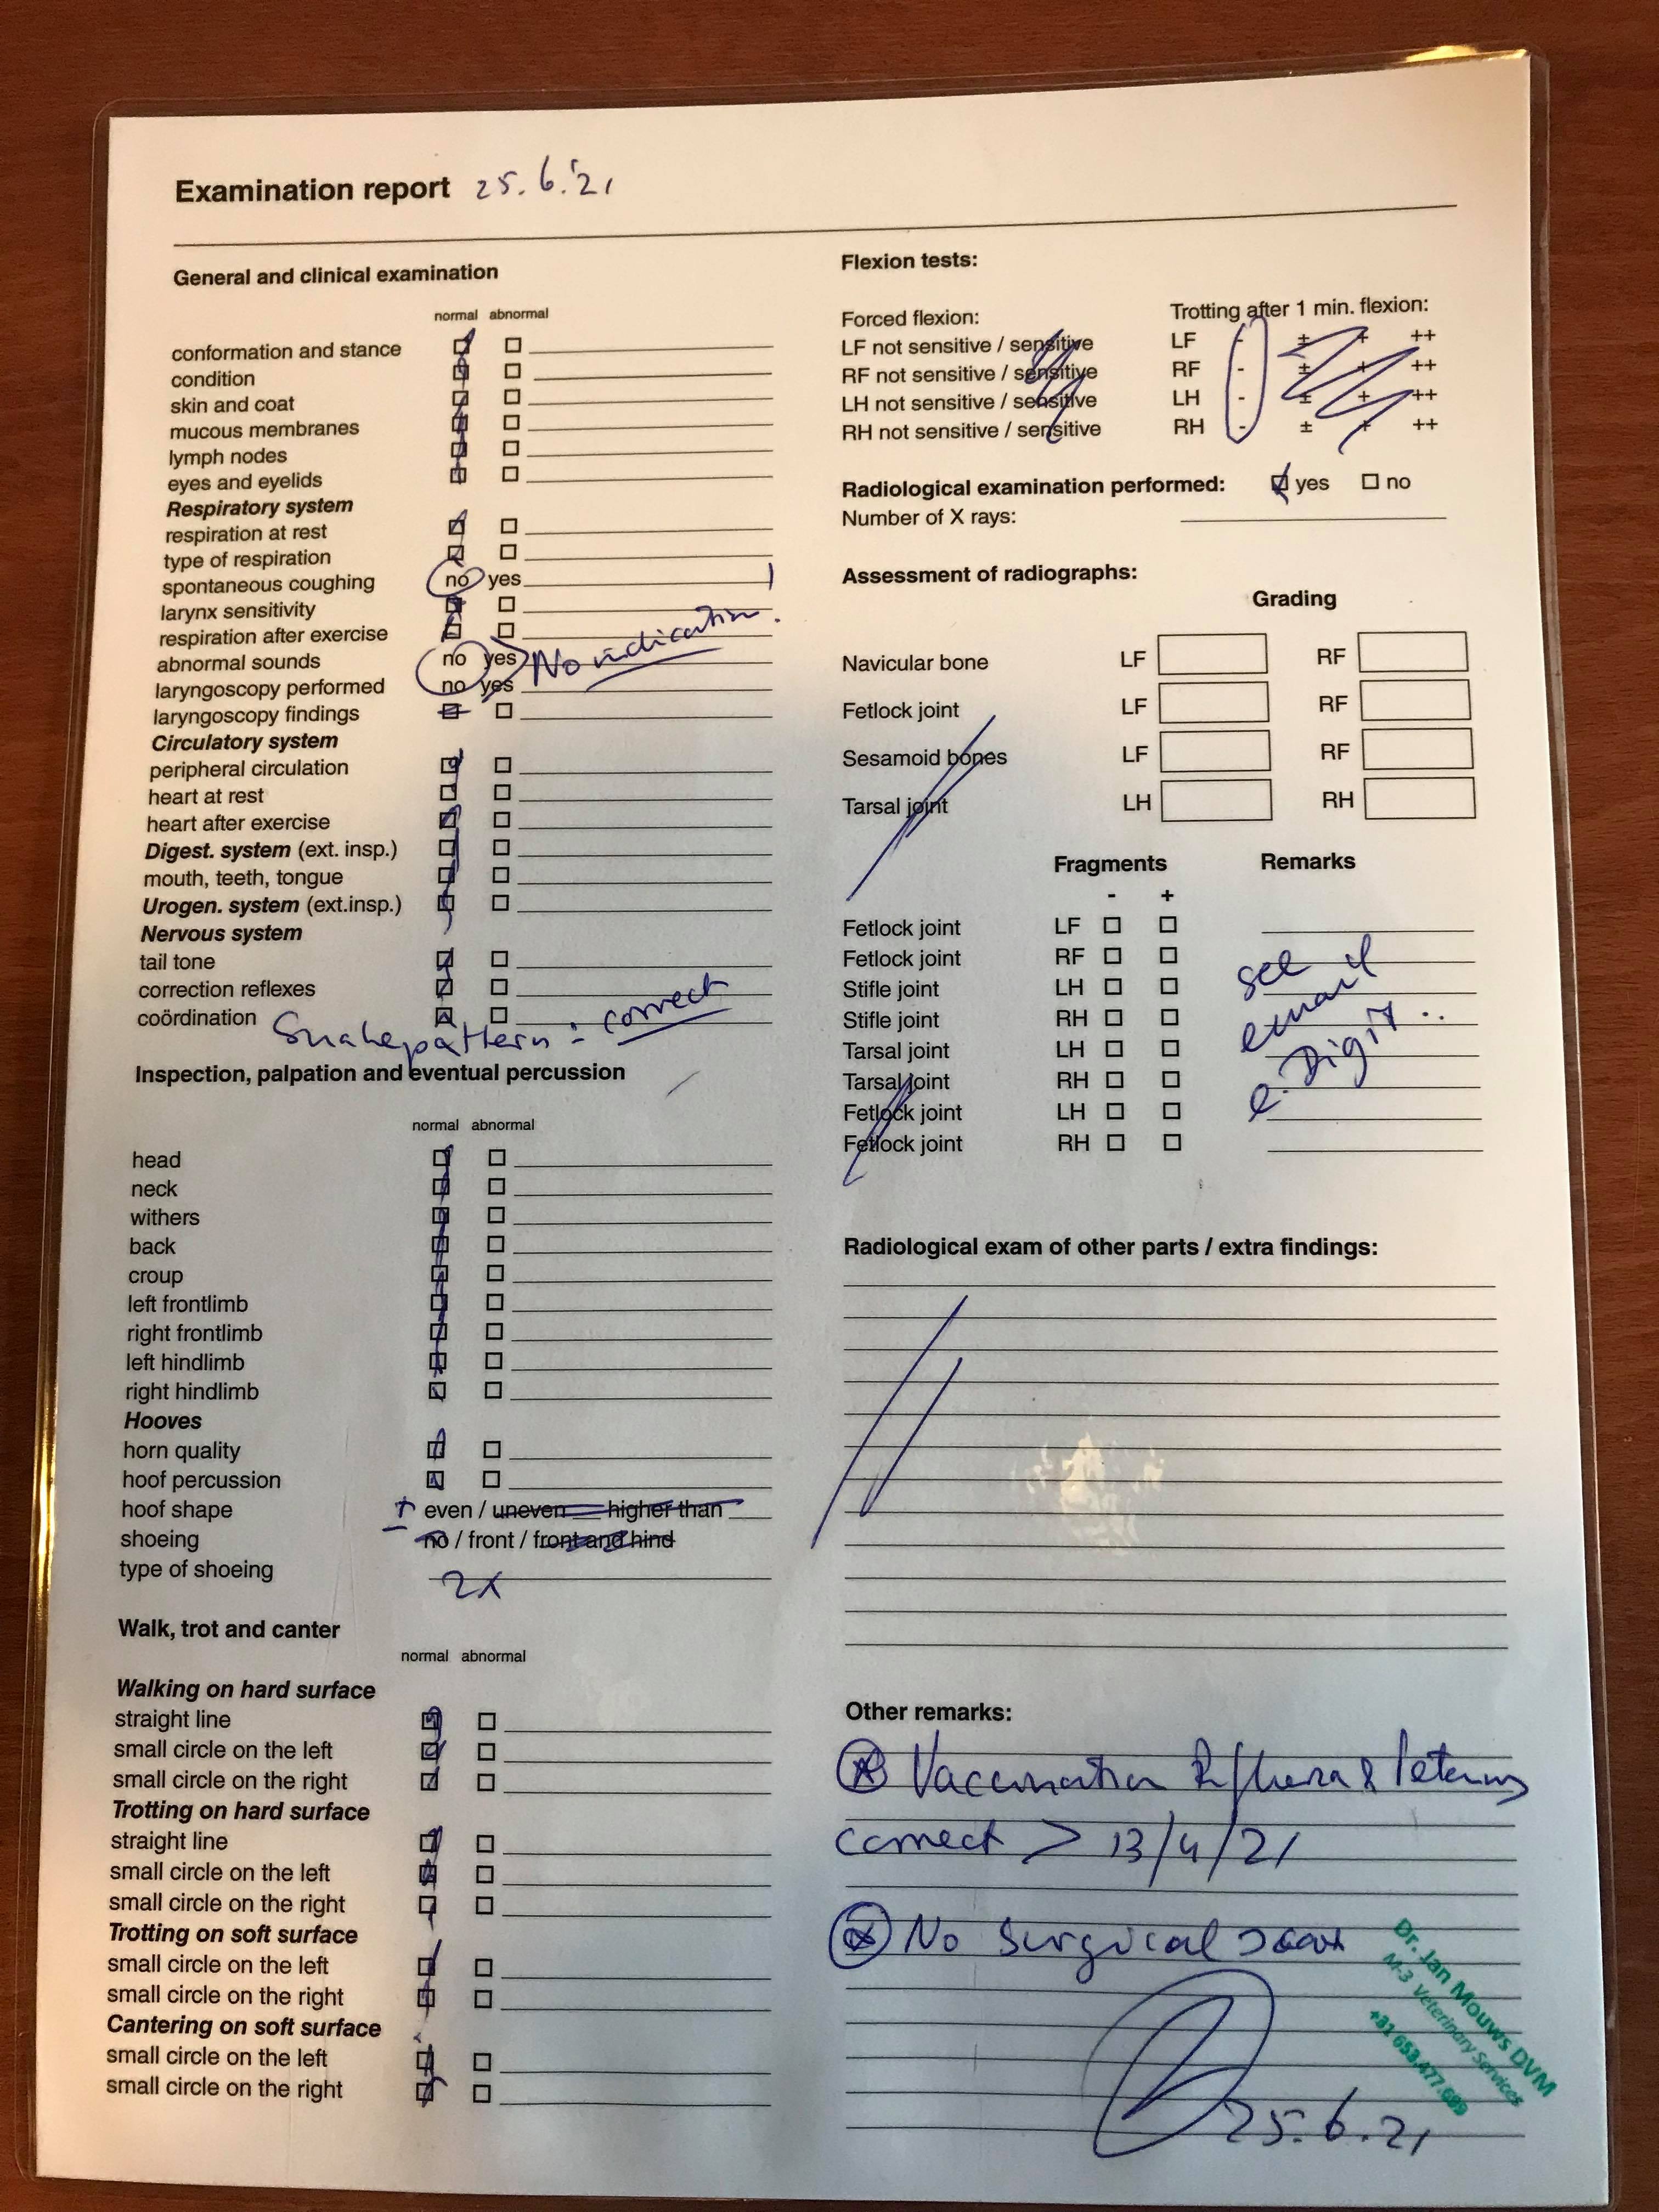 Examination report 25.6.'21
General and clinical examination
normal abnormal
conformation and stance
condition
skin and coat
mucous membranes
lymph nodes
eyes and eyelids
Respiratory system
respiration at rest
type of respiration
spontaneous coughing no yes
larynx sensitivity
respiration after exercise
abnormal sounds no yes
No indication.
laryngoscopy performed no yes
laryngoscopy findings
Circulatory system
peripheral circulation
heart at rest
heart after exercise
Digest. system (ext. insp.)
mouth, teeth, tongue
Urogen. system (ext.insp.)
Nervous system
tail tone
correction reflexes
coördination
Snakepattern = correct
Inspection, palpation and eventual percussion
normal abnormal
head
neck
withers
back
croup
left frontlimb
right frontlimb
left hindlimb
right hindlimb
Hooves
horn quality
hoof percussion
hoof shape ± even / uneven higher than
shoeing no / front / front and hind
type of shoeing 2x
Walk, trot and canter
normal abnormal
Walking on hard surface
straight line
small circle on the left
small circle on the right
Trotting on hard surface
straight line
small circle on the left
small circle on the right
Trotting on soft surface
small circle on the left
small circle on the right
Cantering on soft surface
small circle on the left
small circle on the right
Flexion tests:
Forced flexion: Trotting after 1 min. flexion:
LF not sensitive / sensitive LF - ± + ++
RF not sensitive / sensitive RF - ± + ++
LH not sensitive / sensitive LH - ± + ++
RH not sensitive / sensitive RH - ± + ++
Radiological examination performed: yes no
Number of X rays:
Assessment of radiographs:
Grading
Navicular bone LF RF
Fetlock joint LF RF
Sesamoid bones LF RF
Tarsal joint LH RH
Fragments Remarks
- +
Fetlock joint LF
Fetlock joint RF
Stifle joint LH
Stifle joint RH
Tarsal joint LH
Tarsal joint RH
Fetlock joint LH
Fetlock joint RH
see
email
e. Digit..
Radiological exam of other parts / extra findings:
Other remarks:
Vaccination &
correct > 13/4/21
No surgical scars
Dr. Jan Mouws DVM
M-3 Veterinary Services
+31 653.477.
25.6.21